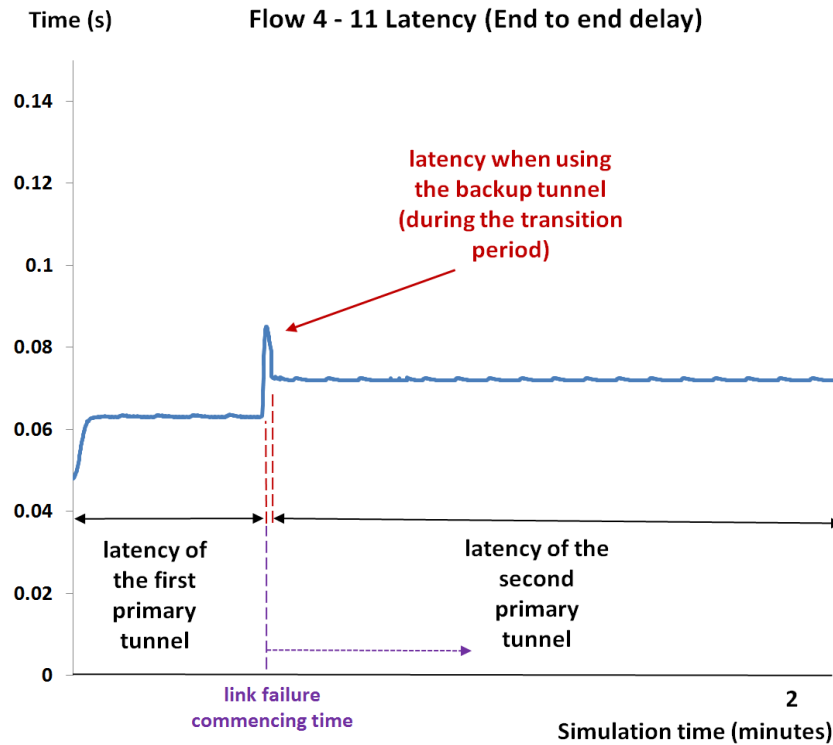 Time (s)
Flow 4 - 11 Latency (End to end delay)
0.14
0.12
0.1
0.08
0.06
0.04
0.02
0
latency when using
the backup tunnel
(during the transition
period)
latency of
the first
primary
tunnel
latency of the
second
primary
tunnel
link failure
commencing time
2
Simulation time (minutes)